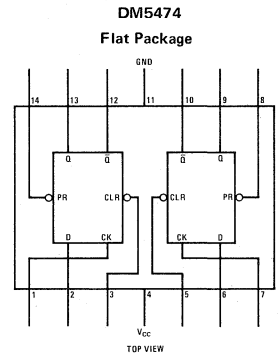 DM5474
Flat Package
GND
14 13 12 11 10 9 8
Q Q̅ Q̅ Q
PR CLR CLR PR
D CK CK D
1 2 3 4 5 6 7
VCC
TOP VIEW